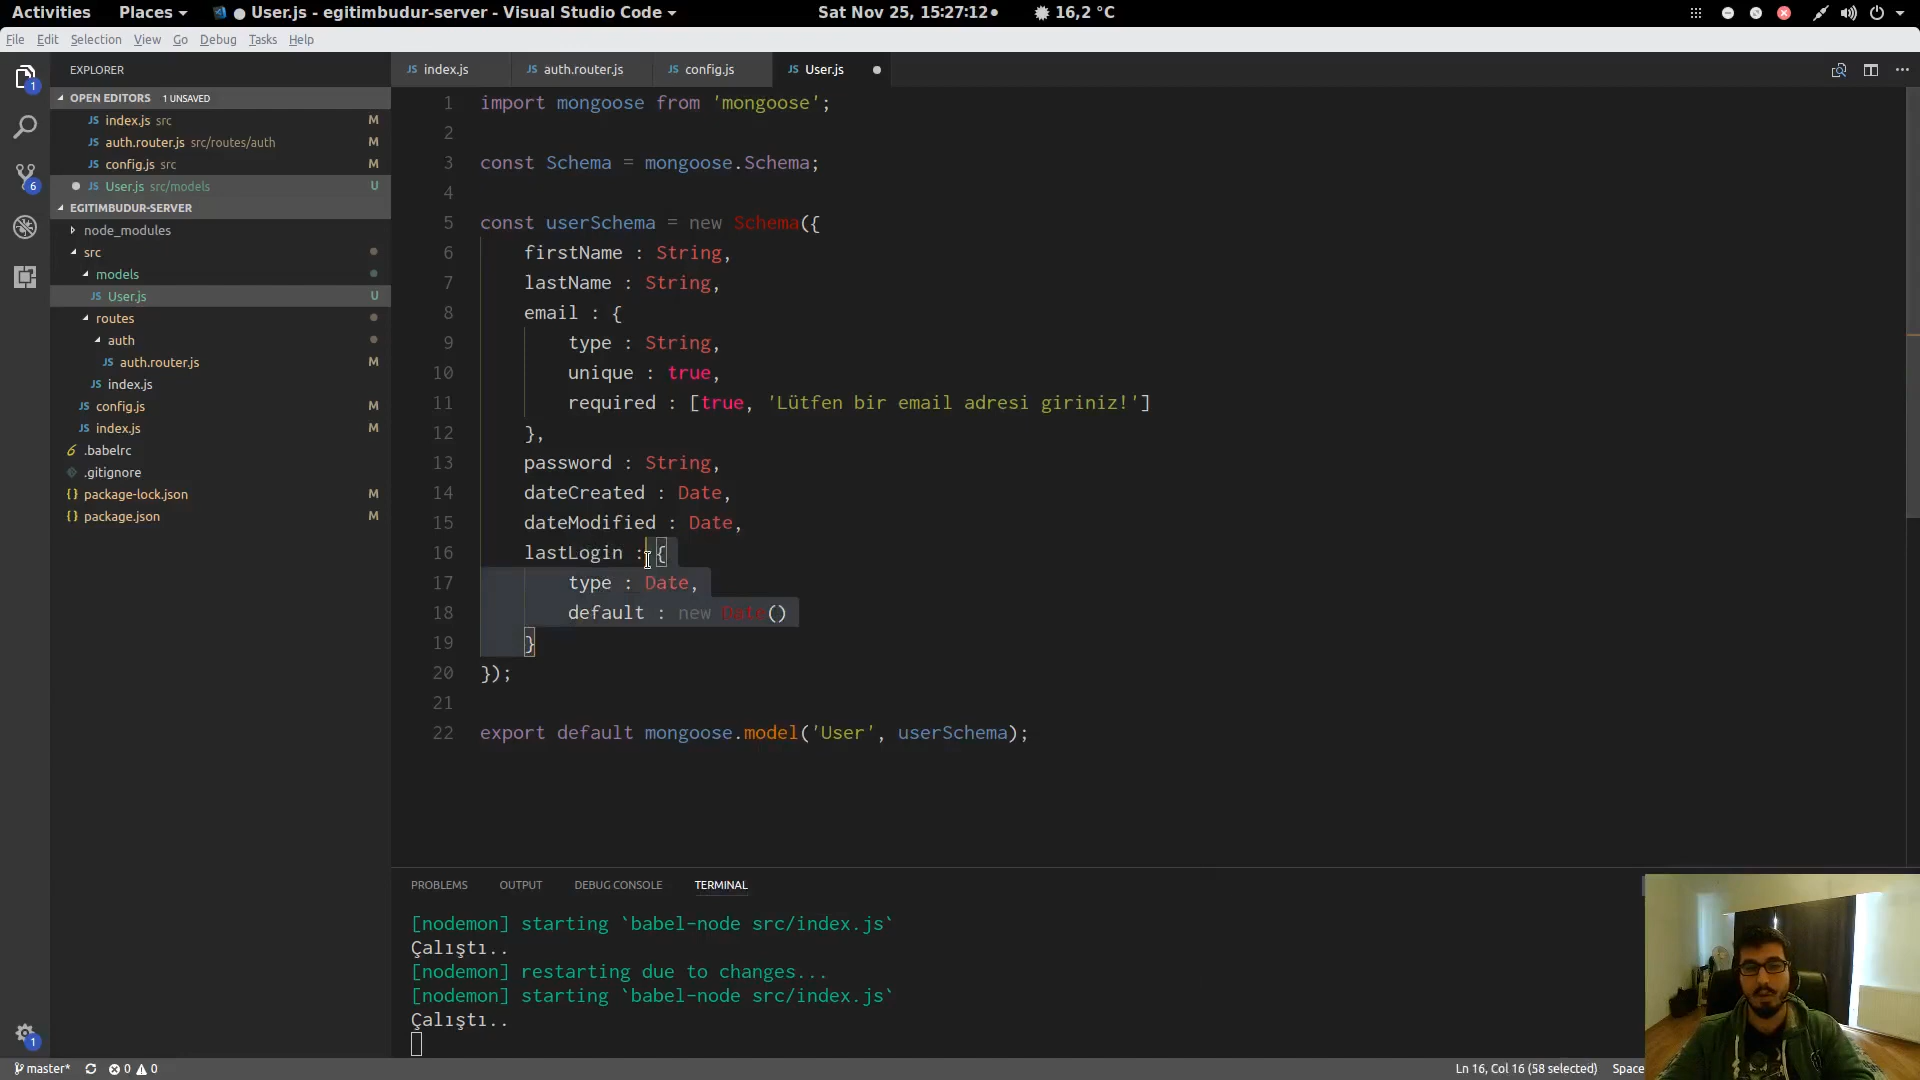 Activities Places User.js - egitimbudur-server - Visual Studio Code Sat Nov 25, 15:27:12 16,2 °C
File Edit Selection View Go Debug Tasks Help
EXPLORER
OPEN EDITORS 1 UNSAVED
JS index.js src M
JS auth.router.js src/routes/auth M
JS config.js src M
JS User.js src/models U
EGITIMBUDUR-SERVER
node_modules
src
models
JS User.js U
routes
auth
JS auth.router.js M
JS index.js
JS config.js M
JS index.js M
.babelrc
.gitignore
{} package-lock.json M
{} package.json M
1
6
1
JS index.js JS auth.router.js JS config.js JS User.js
1 import mongoose from 'mongoose';
2
3 const Schema = mongoose.Schema;
4
5 const userSchema = new Schema({
6 firstName : String,
7 lastName : String,
8 email : {
9 type : String,
10 unique : true,
11 required : [true, 'Lütfen bir email adresi giriniz!']
12 },
13 password : String,
14 dateCreated : Date,
15 dateModified : Date,
16 lastLogin : {
17 type : Date,
18 default : new Date()
19 }
20 });
21
22 export default mongoose.model('User', userSchema);
PROBLEMS OUTPUT DEBUG CONSOLE TERMINAL
[nodemon] starting `babel-node src/index.js`
Çalıştı..
[nodemon] restarting due to changes...
[nodemon] starting `babel-node src/index.js`
Çalıştı..
master* 0 0 Ln 16, Col 16 (58 selected)